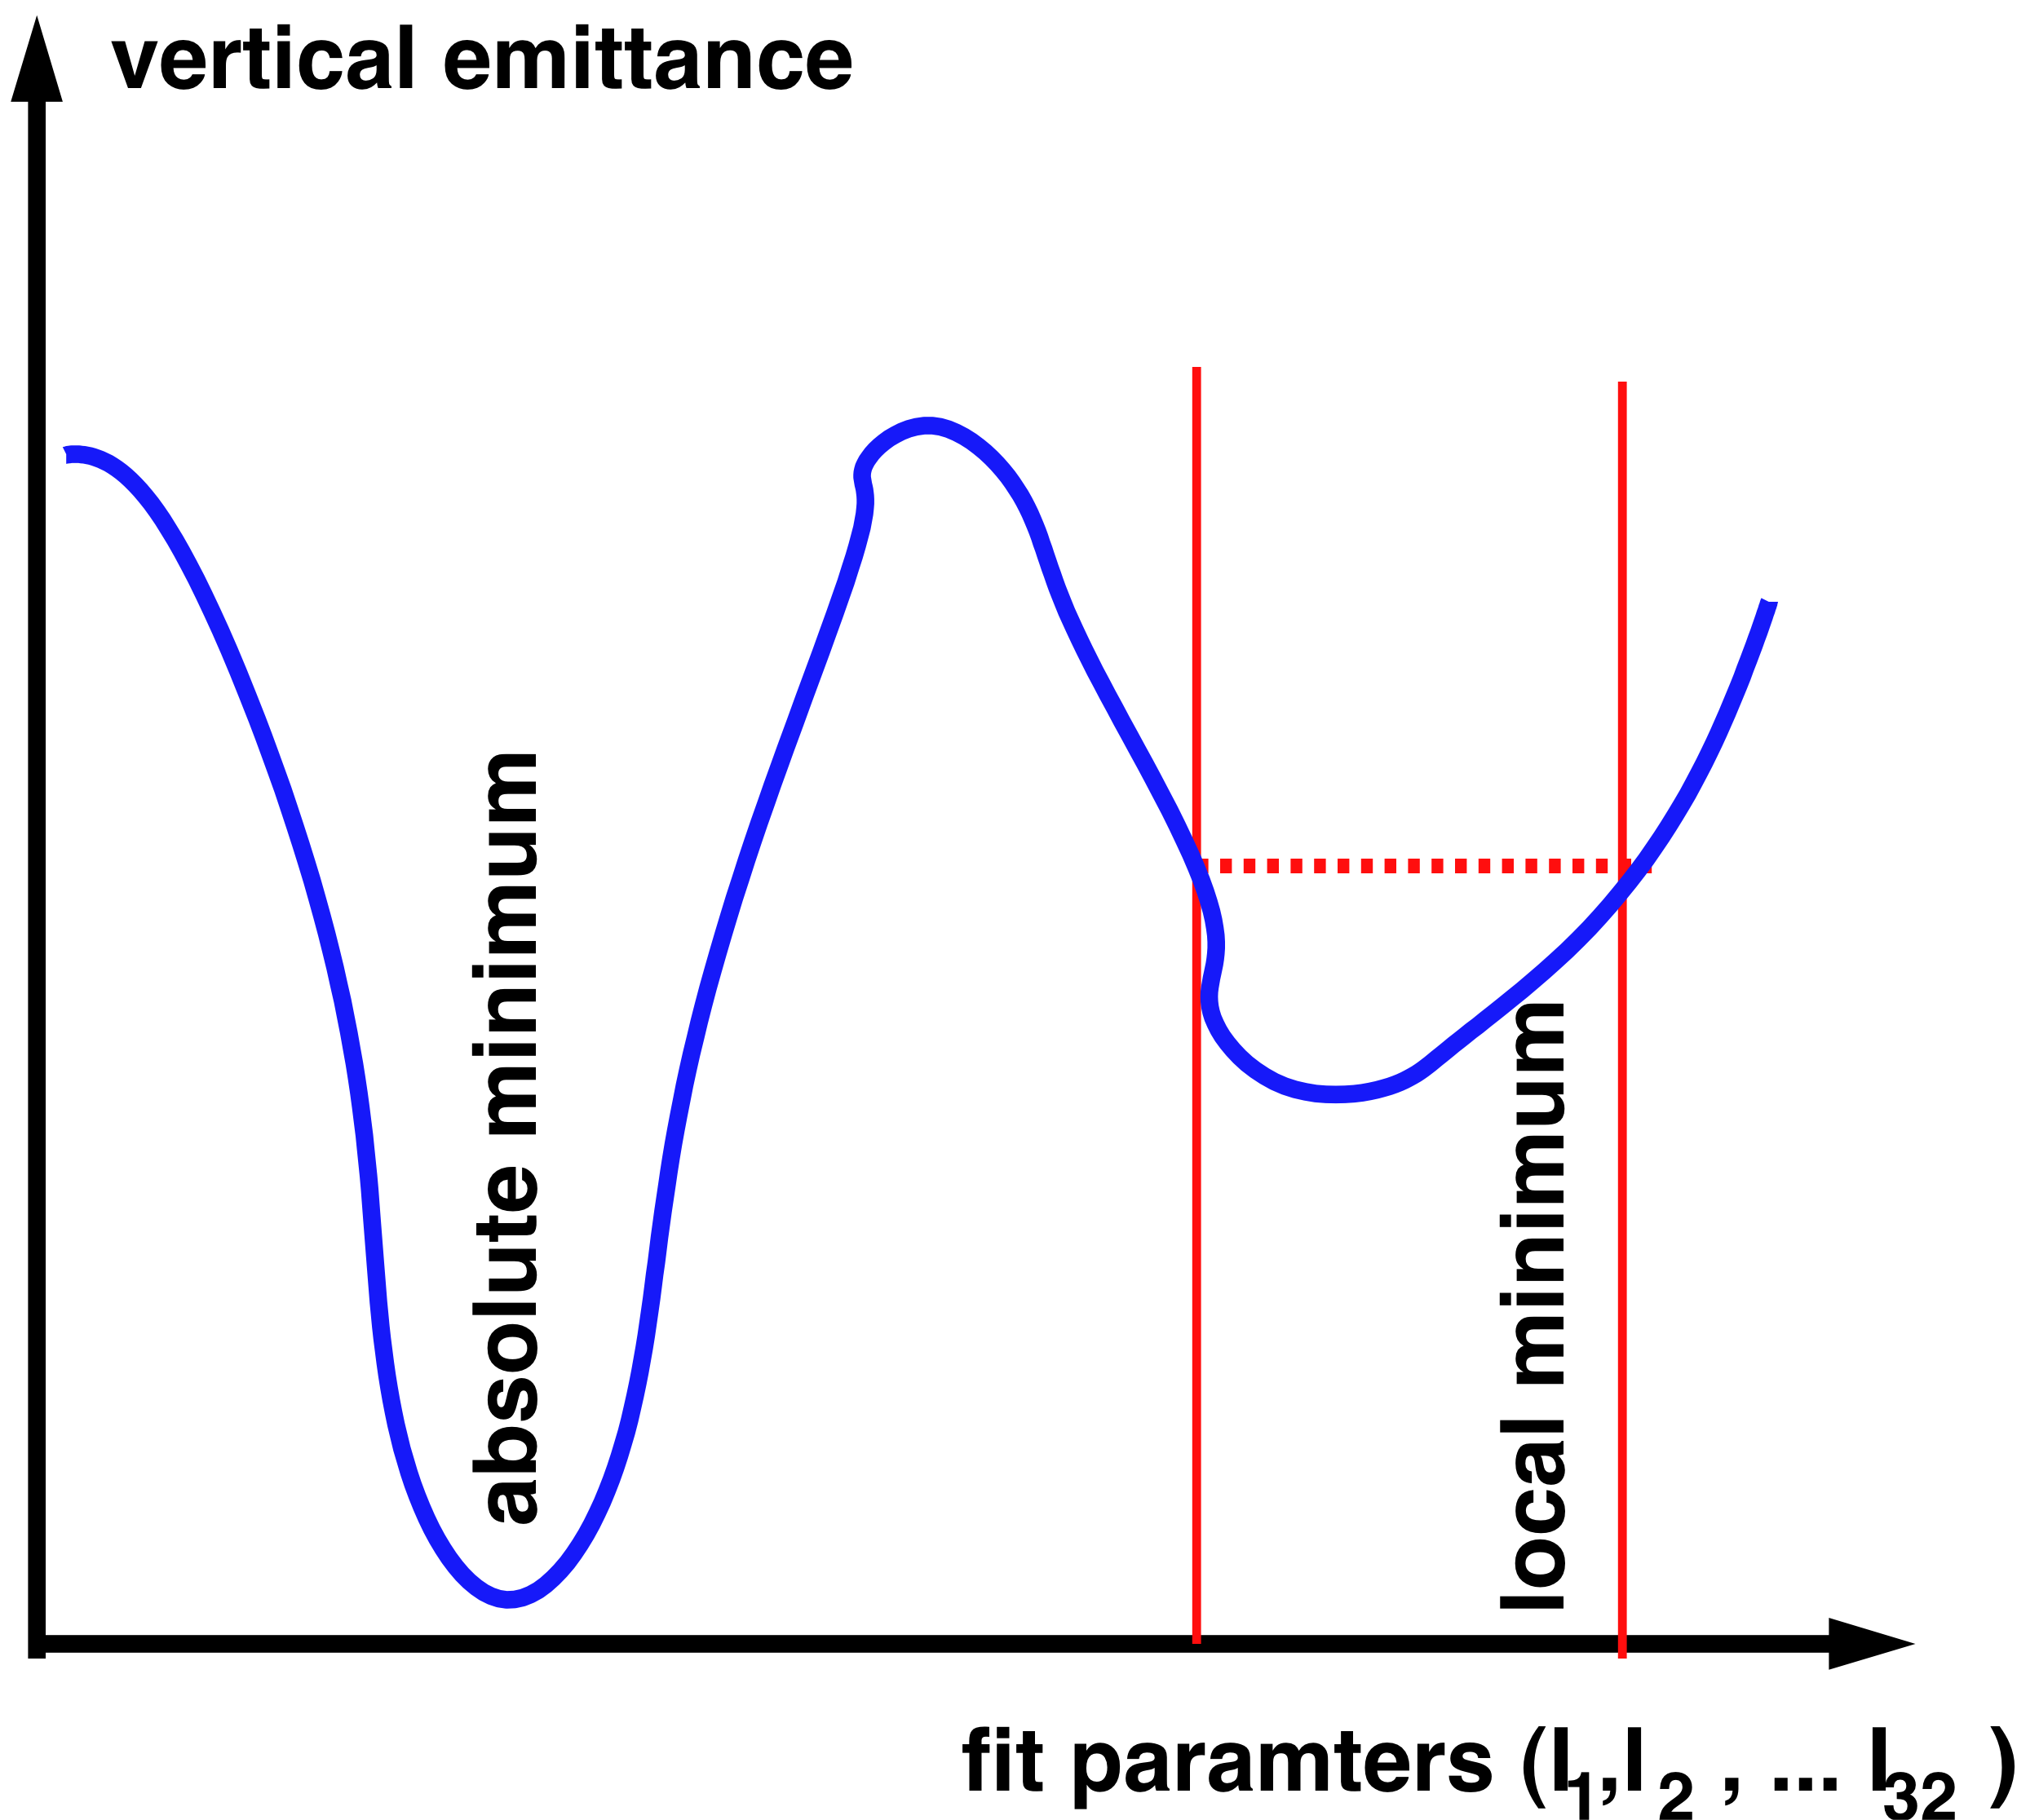 vertical emittance
absolute minimum
local minimum
fit paramters (I1,I2, ... I32)